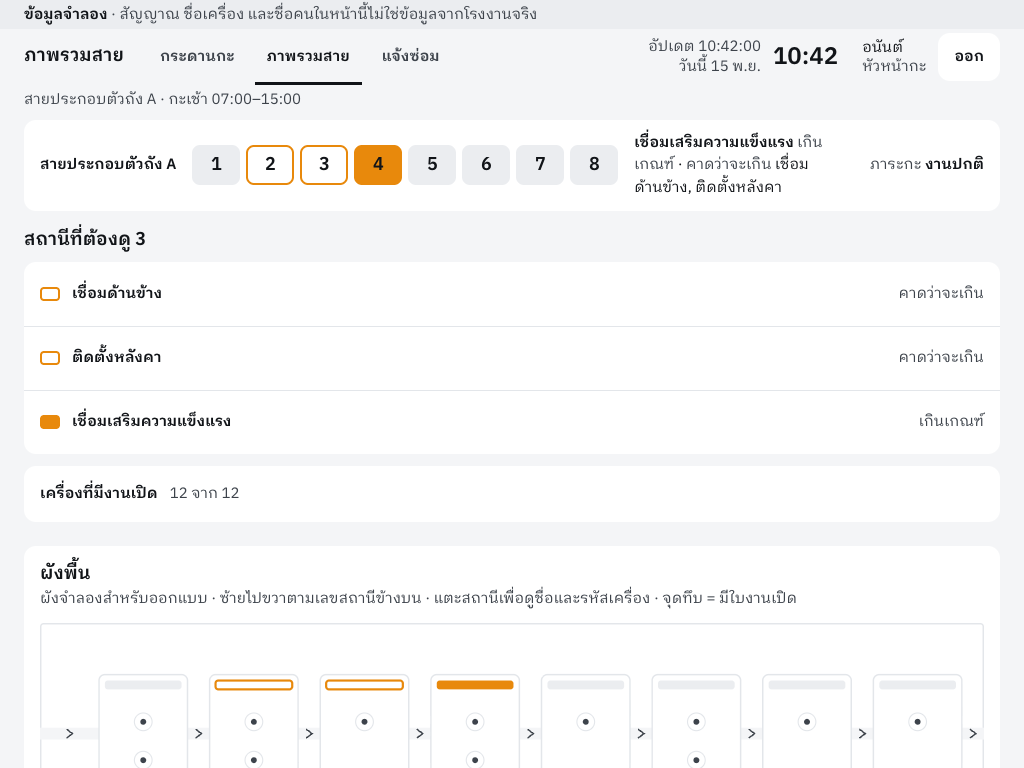 ข้อมูลจำลอง · สัญญาณ ชื่อเครื่อง และชื่อคนในหน้านี้ไม่ใช่ข้อมูลจากโรงงานจริง
ภาพรวมสาย
กระดานกะ
ภาพรวมสาย
แจ้งซ่อม
อัปเดต 10:42:00
วันนี้ 15 พ.ย.
10:42
อนันต์
หัวหน้ากะ
ออก
สายประกอบตัวถัง A · กะเช้า 07:00–15:00
สายประกอบตัวถัง A
1 2 3 4 5 6 7 8
เชื่อมเสริมความแข็งแรง เกิน
เกณฑ์ · คาดว่าจะเกิน เชื่อม
ด้านข้าง, ติดตั้งหลังคา
ภาระกะ งานปกติ
สถานีที่ต้องดู 3
เชื่อมด้านข้าง
คาดว่าจะเกิน
ติดตั้งหลังคา
คาดว่าจะเกิน
เชื่อมเสริมความแข็งแรง
เกินเกณฑ์
เครื่องที่มีงานเปิด 12 จาก 12
ผังพื้น
ผังจำลองสำหรับออกแบบ · ซ้ายไปขวาตามเลขสถานีข้างบน · แตะสถานีเพื่อดูชื่อและรหัสเครื่อง · จุดทึบ = มีใบงานเปิด